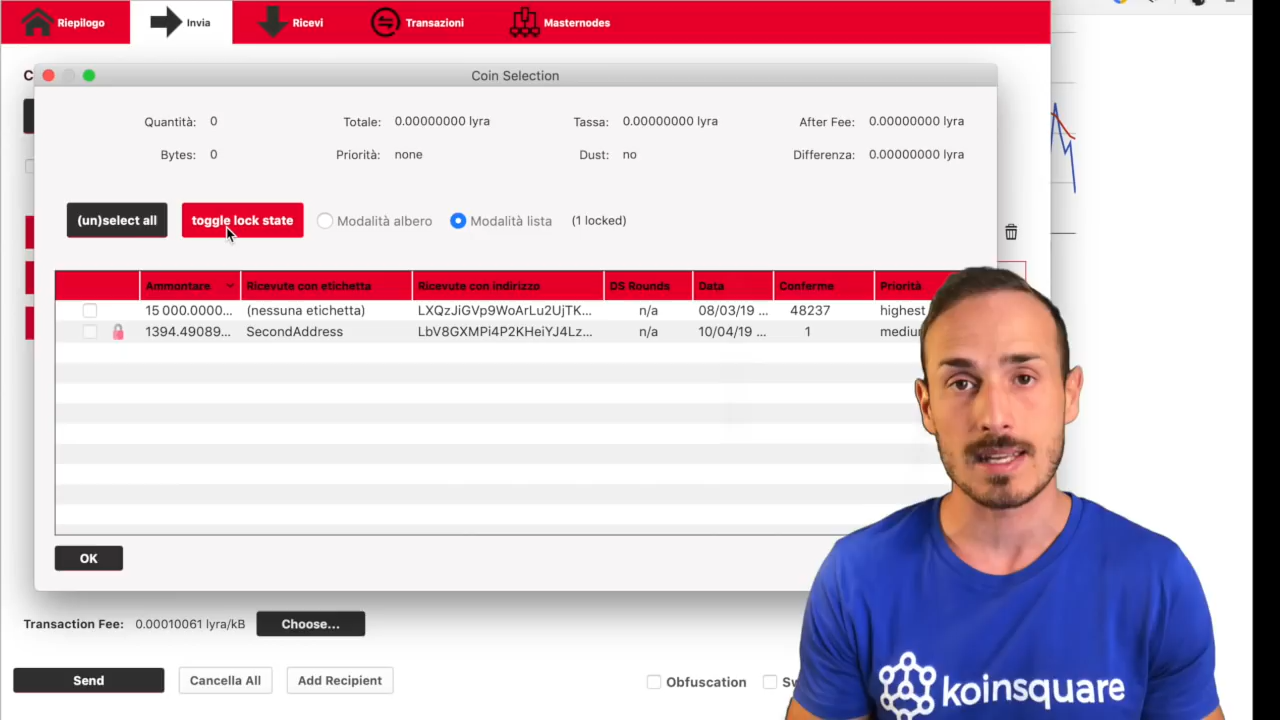 Riepilogo Invia Ricevi Transazioni Masternodes
C
Coin Selection
Quantità: 0 Totale: 0.00000000 lyra Tassa: 0.00000000 lyra After Fee: 0.00000000 lyra
Bytes: 0 Priorità: none Dust: no Differenza: 0.00000000 lyra
(un)select all toggle lock state Modalità albero Modalità lista (1 locked)
Ammontare Ricevute con etichetta Ricevute con indirizzo DS Rounds Data Conferme Priorità
15 000.0000... (nessuna etichetta) LXQzJiGVp9WoArLu2UjTK... n/a 08/03/19 ... 48237 highest
1394.49089... SecondAddress LbV8GXMPi4P2KHeiYJ4Lz... n/a 10/04/19 ... 1 mediu
OK
Transaction Fee: 0.00010061 lyra/kB Choose...
Send Cancella All Add Recipient Obfuscation Sw
koinsquare